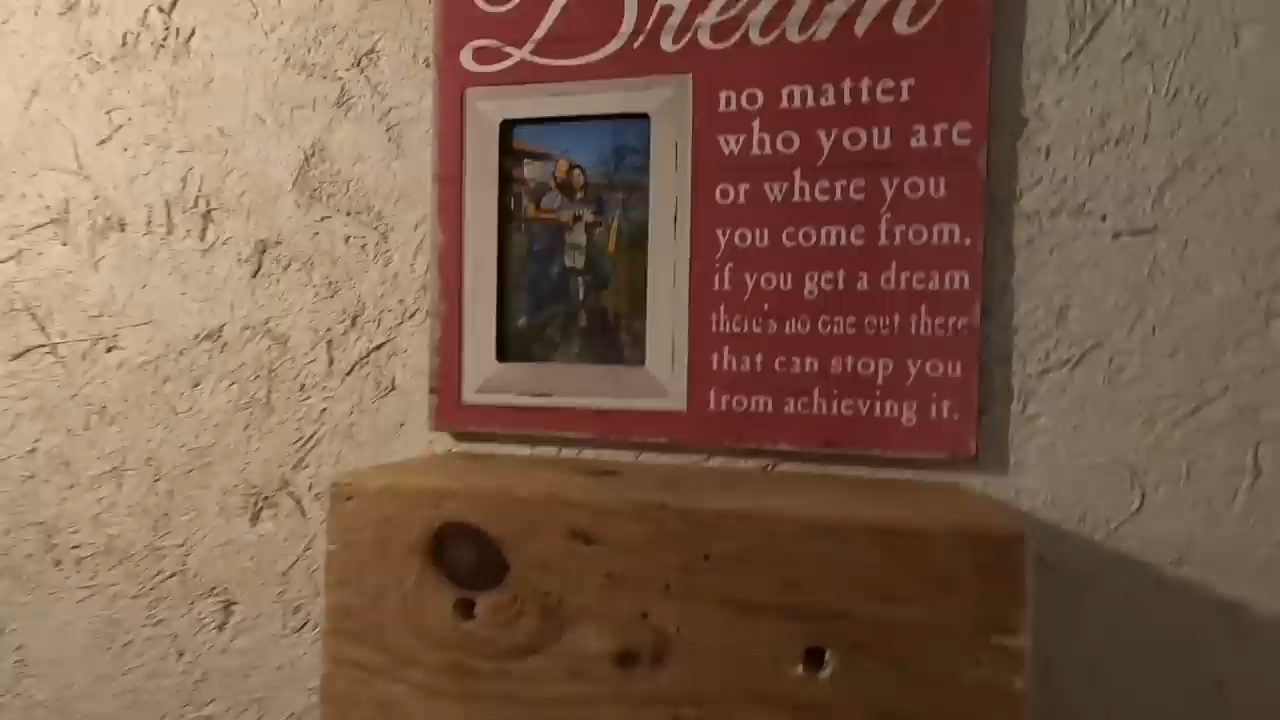 Dream
no matter
who you are
or where you
you come from,
if you get a dream
there's no one out there
that can stop you
from achieving it.